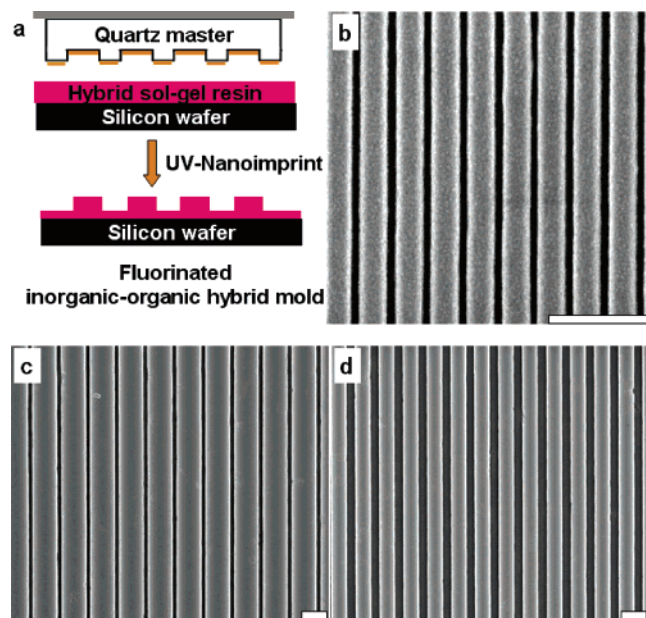 a
Quartz master
Hybrid sol-gel resin
Silicon wafer
UV-Nanoimprint
Silicon wafer
Fluorinated
inorganic-organic hybrid mold
b
c
d